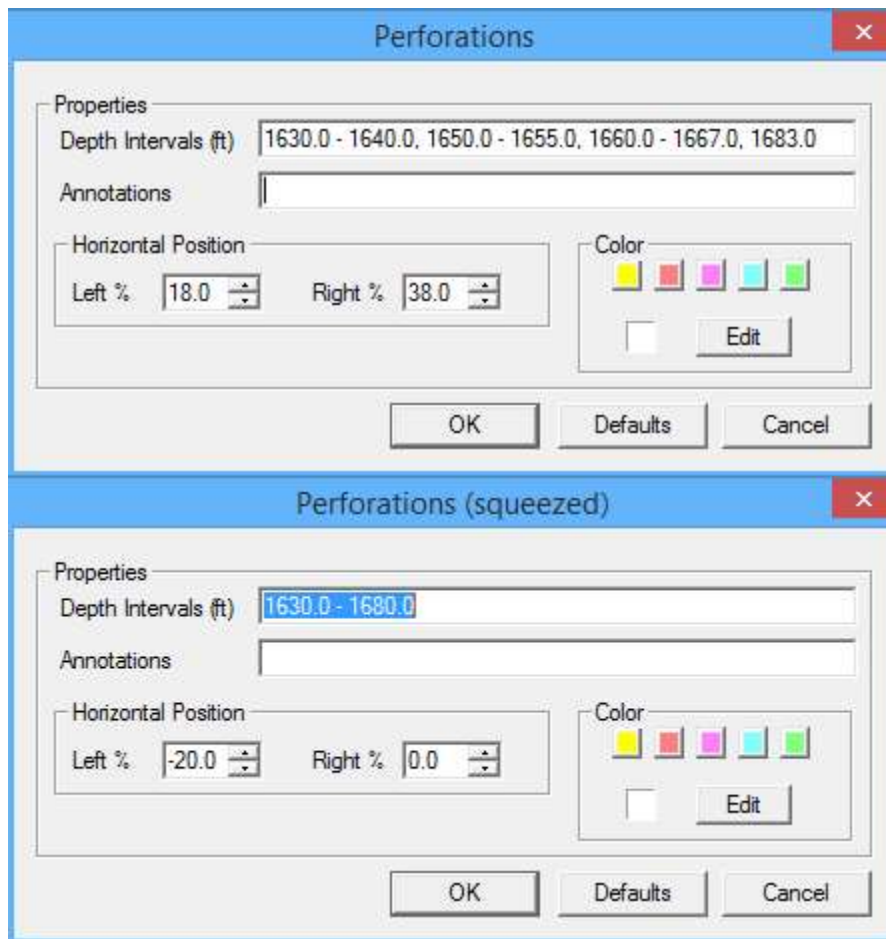 Perforations
Properties
Depth Intervals (ft) 1630.0 - 1640.0, 1650.0 - 1655.0, 1660.0 - 1667.0, 1683.0
Annotations
Horizontal Position Color
Left % 18.0 Right % 38.0
Edit
OK Defaults Cancel
Perforations (squeezed)
Properties
Depth Intervals (ft) 1630.0 - 1680.0
Annotations
Horizontal Position Color
Left % -20.0 Right % 0.0
Edit
OK Defaults Cancel